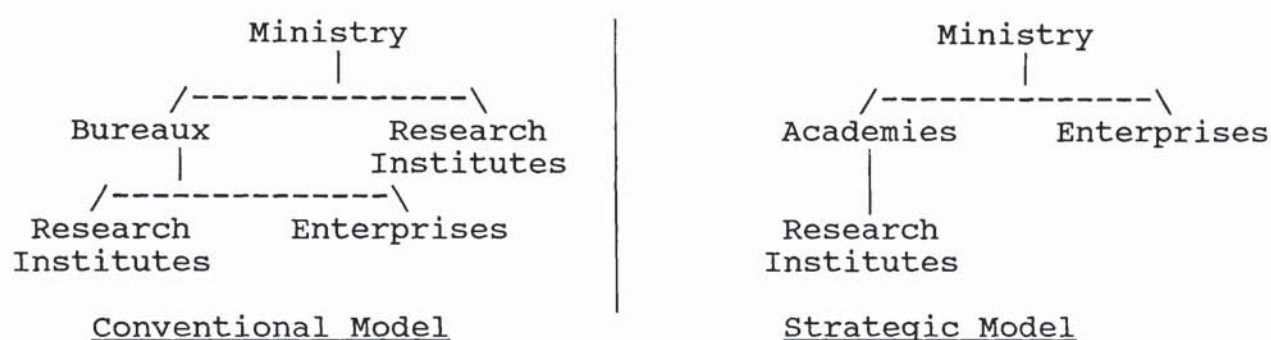 Ministry
Bureaux
Research
Institutes
Research
Institutes
Enterprises
Conventional Model
Ministry
Academies
Enterprises
Research
Institutes
Strategic Model